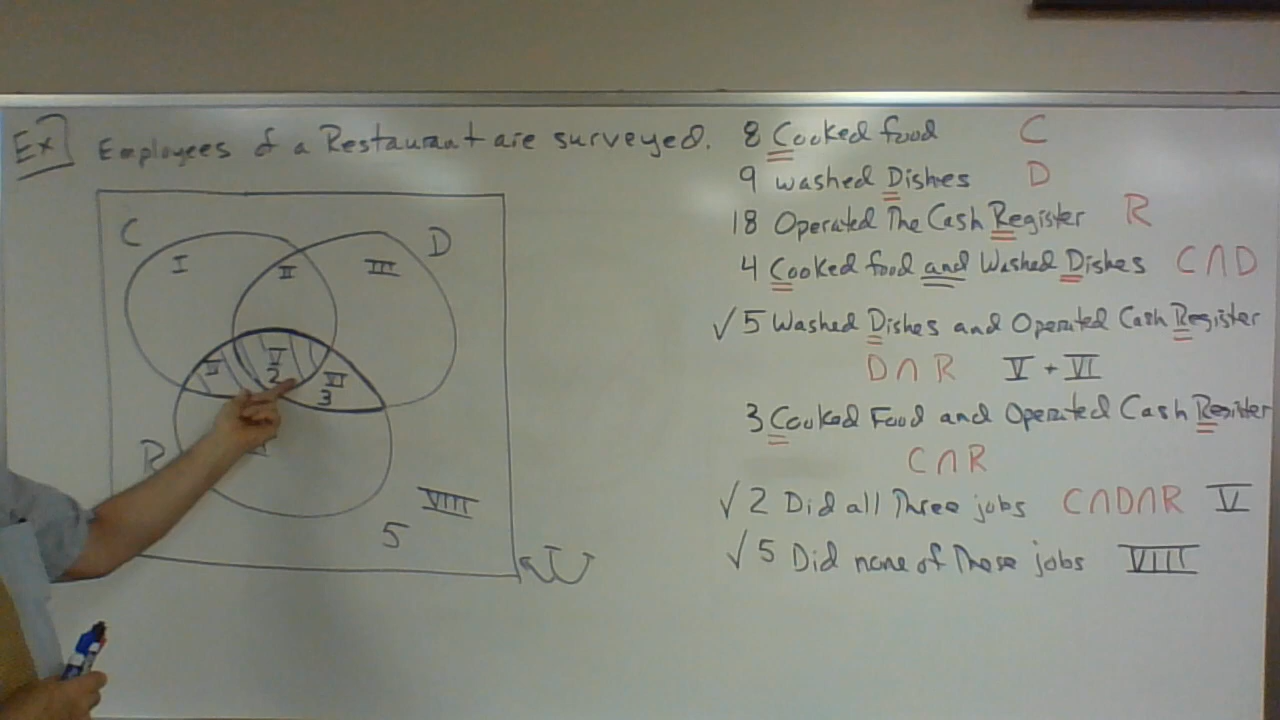 Ex] Employees of a Restaurant are surveyed.
8 Cooked food C
9 Washed Dishes D
18 Operated The Cash Register R
4 Cooked food and Washed Dishes C∩D
√5 Washed Dishes and Operated Cash Register
D∩R V + VI
3 Cooked Food and Operated Cash Register
C∩R
√2 Did all Three jobs C∩D∩R V
√5 Did none of These jobs VIII
C
D
I
II
III
V
2
VI
3
R
VIII
5
U